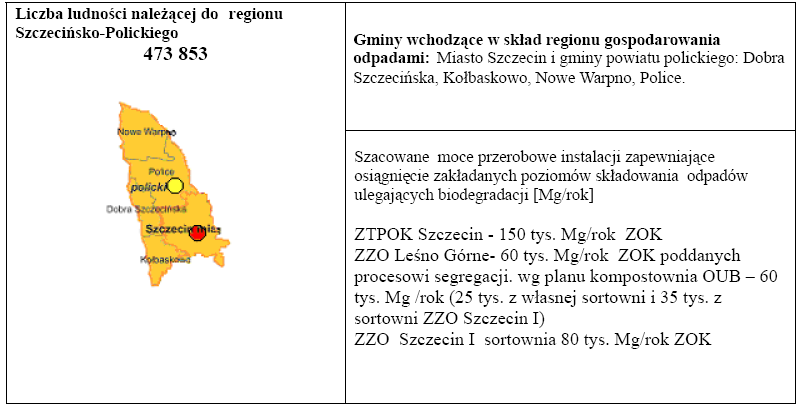 Liczba ludności należącej do regionu
Szczecińsko-Polickiego
473 853
Nowe Warpno
Police
policki
Dobra Szczecińska
Szczecin mias
Kołbaskowo
Gminy wchodzące w skład regionu gospodarowania
odpadami: Miasto Szczecin i gminy powiatu polickiego: Dobra
Szczecińska, Kołbaskowo, Nowe Warpno, Police.
Szacowane moce przerobowe instalacji zapewniające
osiągnięcie zakładanych poziomów składowania odpadów
ulegających biodegradacji [Mg/rok]
ZTPOK Szczecin - 150 tys. Mg/rok ZOK
ZZO Leśno Górne- 60 tys. Mg/rok ZOK poddanych
procesowi segregacji. wg planu kompostownia OUB – 60
tys. Mg /rok (25 tys. z własnej sortowni i 35 tys. z
sortowni ZZO Szczecin I)
ZZO Szczecin I sortownia 80 tys. Mg/rok ZOK